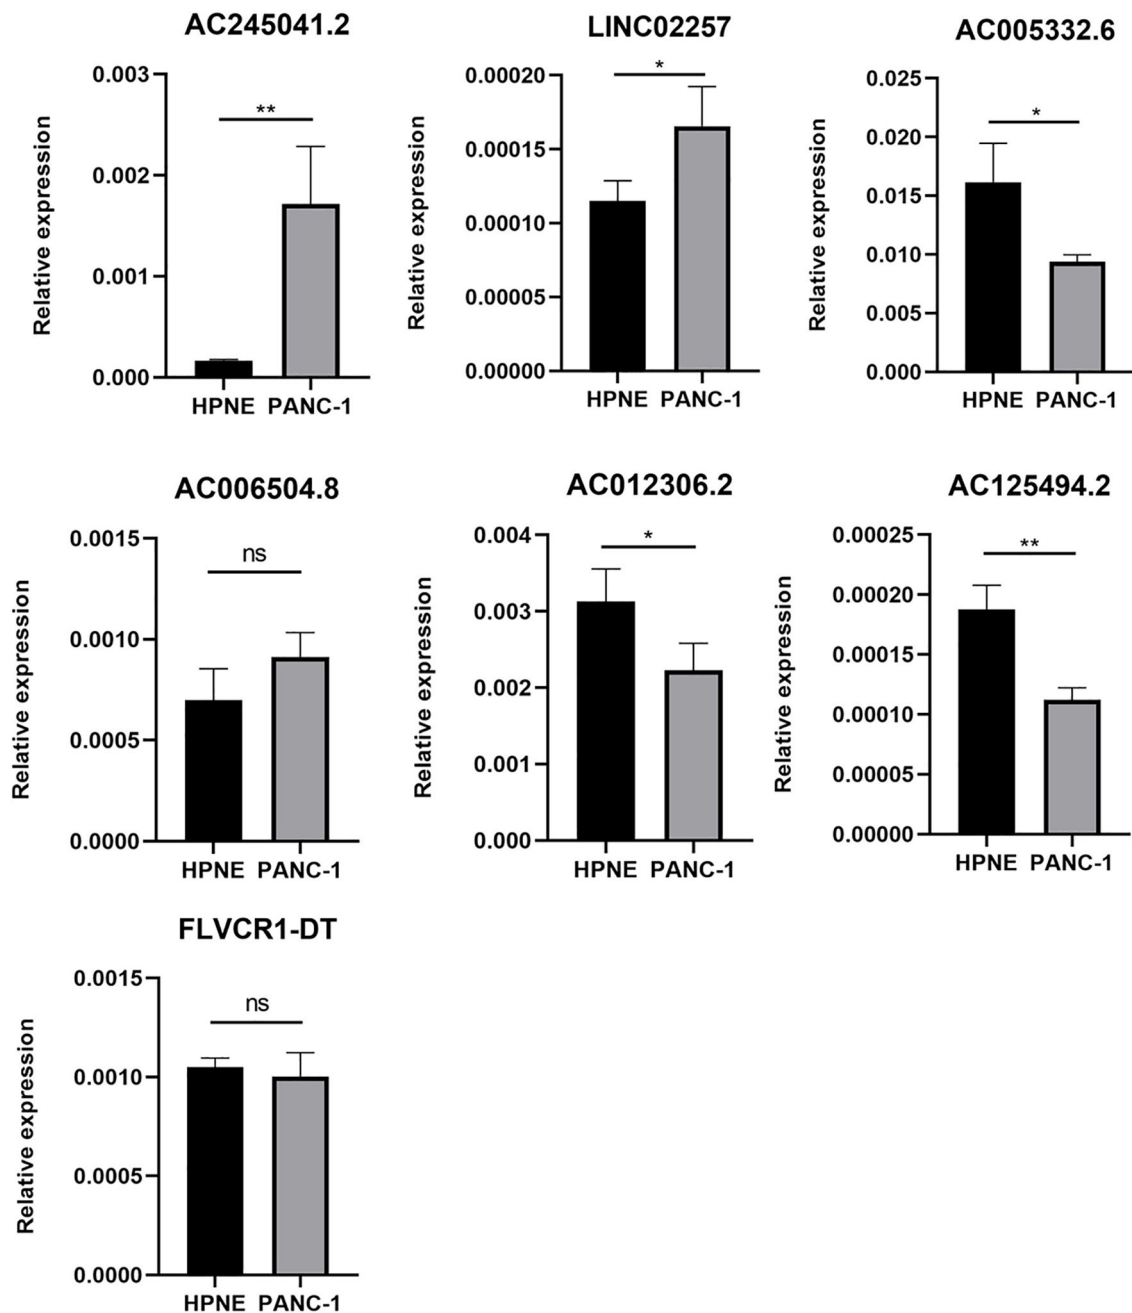 AC245041.2
0.003
0.002
0.001
0.000
Relative expression
**
HPNE PANC-1
LINC02257
0.00020
0.00015
0.00010
0.00005
0.00000
Relative expression
*
HPNE PANC-1
AC005332.6
0.025
0.020
0.015
0.010
0.005
0.000
Relative expression
*
HPNE PANC-1
AC006504.8
0.0015
0.0010
0.0005
0.0000
Relative expression
ns
HPNE PANC-1
AC012306.2
0.004
0.003
0.002
0.001
0.000
Relative expression
*
HPNE PANC-1
AC125494.2
0.00025
0.00020
0.00015
0.00010
0.00005
0.00000
Relative expression
**
HPNE PANC-1
FLVCR1-DT
0.0015
0.0010
0.0005
0.0000
Relative expression
ns
HPNE PANC-1